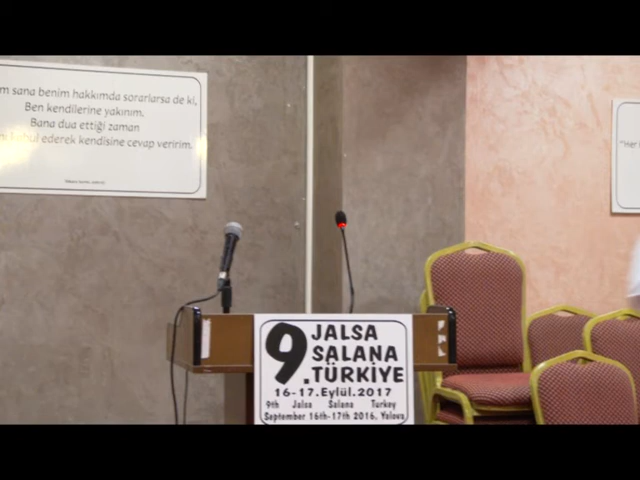 m sana benim hakkımda sorarlarsa de ki,
Ben kendilerine yakınım.
Bana dua ettiği zaman
kabul ederek kendisine cevap veririm.
9. JALSA
SALANA
TÜRKİYE
16-17.Eylül.2017
9th Jalsa Salana Turkey
September 16th-17th 2016, Yalova
"Her